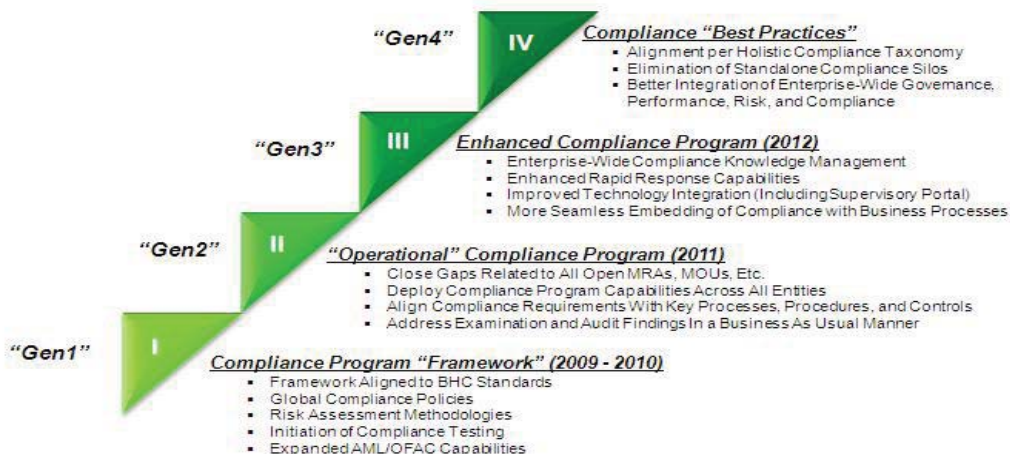 “Gen4”
IV
Compliance “Best Practices”
▪ Alignment per Holistic Compliance Taxonomy
▪ Elimination of Standalone Compliance Silos
▪ Better Integration of Enterprise-Wide Governance,
Performance, Risk, and Compliance
“Gen3”
III
Enhanced Compliance Program (2012)
▪ Enterprise-Wide Compliance Knowledge Management
▪ Enhanced Rapid Response Capabilities
▪ Improved Technology Integration (Including Supervisory Portal)
▪ More Seamless Embedding of Compliance with Business Processes
“Gen2”
II
“Operational” Compliance Program (2011)
▪ Close Gaps Related to All Open MRAs, MOUs, Etc.
▪ Deploy Compliance Program Capabilities Across All Entities
▪ Align Compliance Requirements With Key Processes, Procedures, and Controls
▪ Address Examination and Audit Findings In a Business As Usual Manner
“Gen1”
I
Compliance Program “Framework” (2009 - 2010)
▪ Framework Aligned to BHC Standards
▪ Global Compliance Policies
▪ Risk Assessment Methodologies
▪ Initiation of Compliance Testing
▪ Expanded AML/OFAC Capabilities